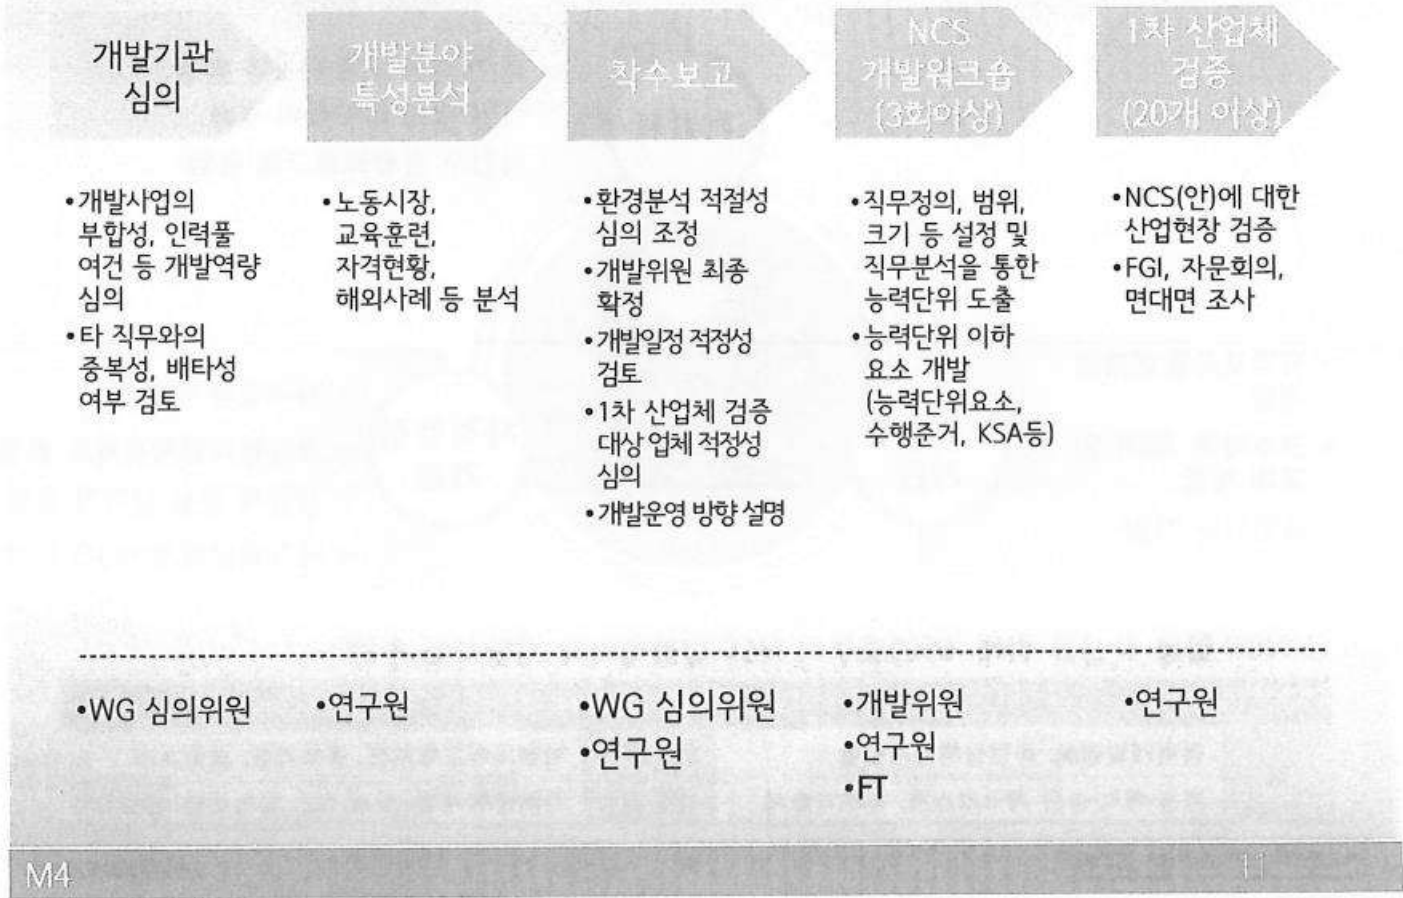 개발기관
심의
개발분야
특성분석
착수보고
NCS
개발워크숍
(3회이상)
1차 산업체
검증
(20개 이상)
•개발사업의
부합성, 인력풀
여건 등 개발역량
심의
•타 직무와의
중복성, 배타성
여부 검토
•노동시장,
교육훈련,
자격현황,
해외사례 등 분석
•환경분석 적절성
심의 조정
•개발위원 최종
확정
•개발일정 적정성
검토
•1차 산업체 검증
대상 업체 적정성
심의
•개발운영 방향 설명
•직무정의, 범위,
크기 등 설정 및
직무분석을 통한
능력단위 도출
•능력단위 이하
요소 개발
(능력단위요소,
수행준거, KSA등)
•NCS(안)에 대한
산업현장 검증
•FGI, 자문회의,
면대면 조사
•WG 심의위원
•연구원
•WG 심의위원
•연구원
•개발위원
•연구원
•FT
•연구원
M4
11